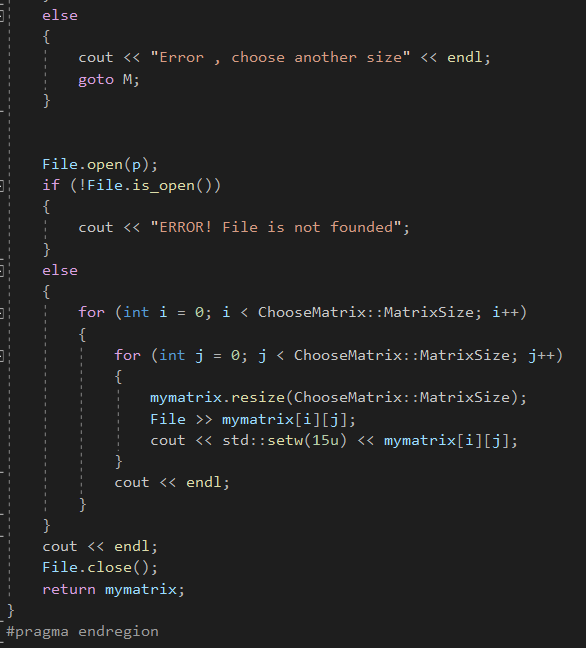 else
{
cout << "Error , choose another size" << endl;
goto M;
}
File.open(p);
if (!File.is_open())
{
cout << "ERROR! File is not founded";
}
else
{
for (int i = 0; i < ChooseMatrix::MatrixSize; i++)
{
for (int j = 0; j < ChooseMatrix::MatrixSize; j++)
{
mymatrix.resize(ChooseMatrix::MatrixSize);
File >> mymatrix[i][j];
cout << std::setw(15u) << mymatrix[i][j];
}
cout << endl;
}
}
cout << endl;
File.close();
return mymatrix;
}
#pragma endregion